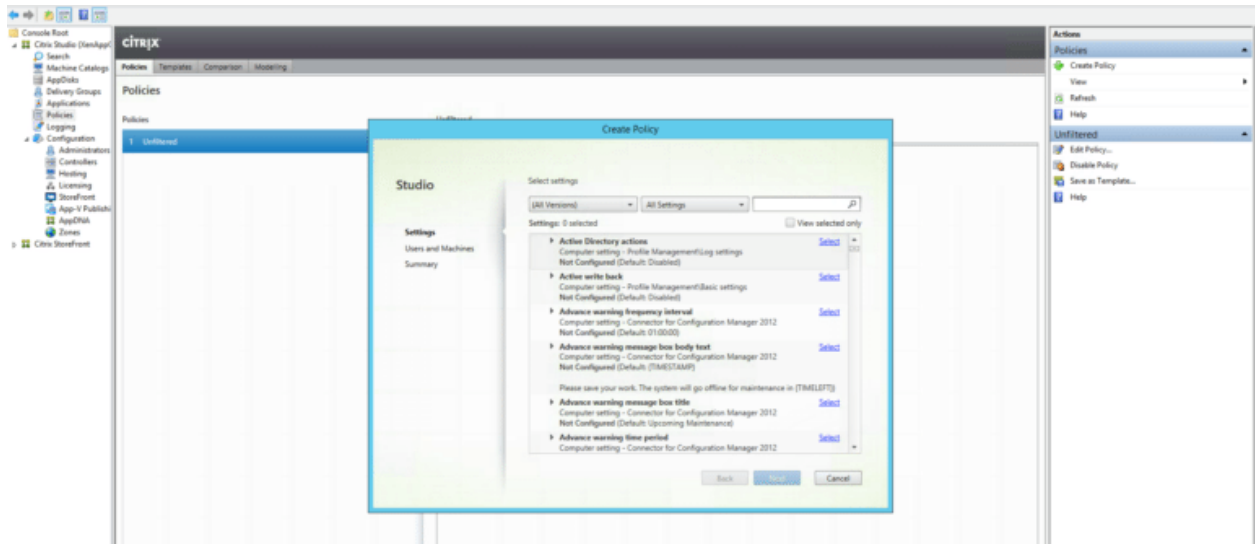 Console Root
Citrix Studio (XenApp
Search
Machine Catalogs
AppDisks
Delivery Groups
Applications
Policies
Logging
Configuration
Administrators
Controllers
Hosting
Licensing
StoreFront
App-V Publishi
AppDNA
Zones
Citrix StoreFront
CITRIX
Policies
Templates
Comparison
Modeling
Policies
Policies
Unfiltered
1 Unfiltered
Create Policy
Studio
Settings
Users and Machines
Summary
Select settings
(All Versions)
All Settings
Settings: 0 selected
View selected only
Active Directory actions Select
Computer setting - Profile Management\Log settings
Not Configured (Default: Disabled)
Active write back Select
Computer setting - Profile Management\Basic settings
Not Configured (Default: Disabled)
Advance warning frequency interval Select
Computer setting - Connector for Configuration Manager 2012
Not Configured (Default: 01:00:00)
Advance warning message box body text Select
Computer setting - Connector for Configuration Manager 2012
Not Configured (Default: {TIMESTAMP}
Please save your work. The system will go offline for maintenance in {TIMELEFT})
Advance warning message box title Select
Computer setting - Connector for Configuration Manager 2012
Not Configured (Default: Upcoming Maintenance)
Advance warning time period Select
Computer setting - Connector for Configuration Manager 2012
Back
Next
Cancel
Actions
Policies
Create Policy
View
Refresh
Help
Unfiltered
Edit Policy...
Disable Policy
Save as Template...
Help